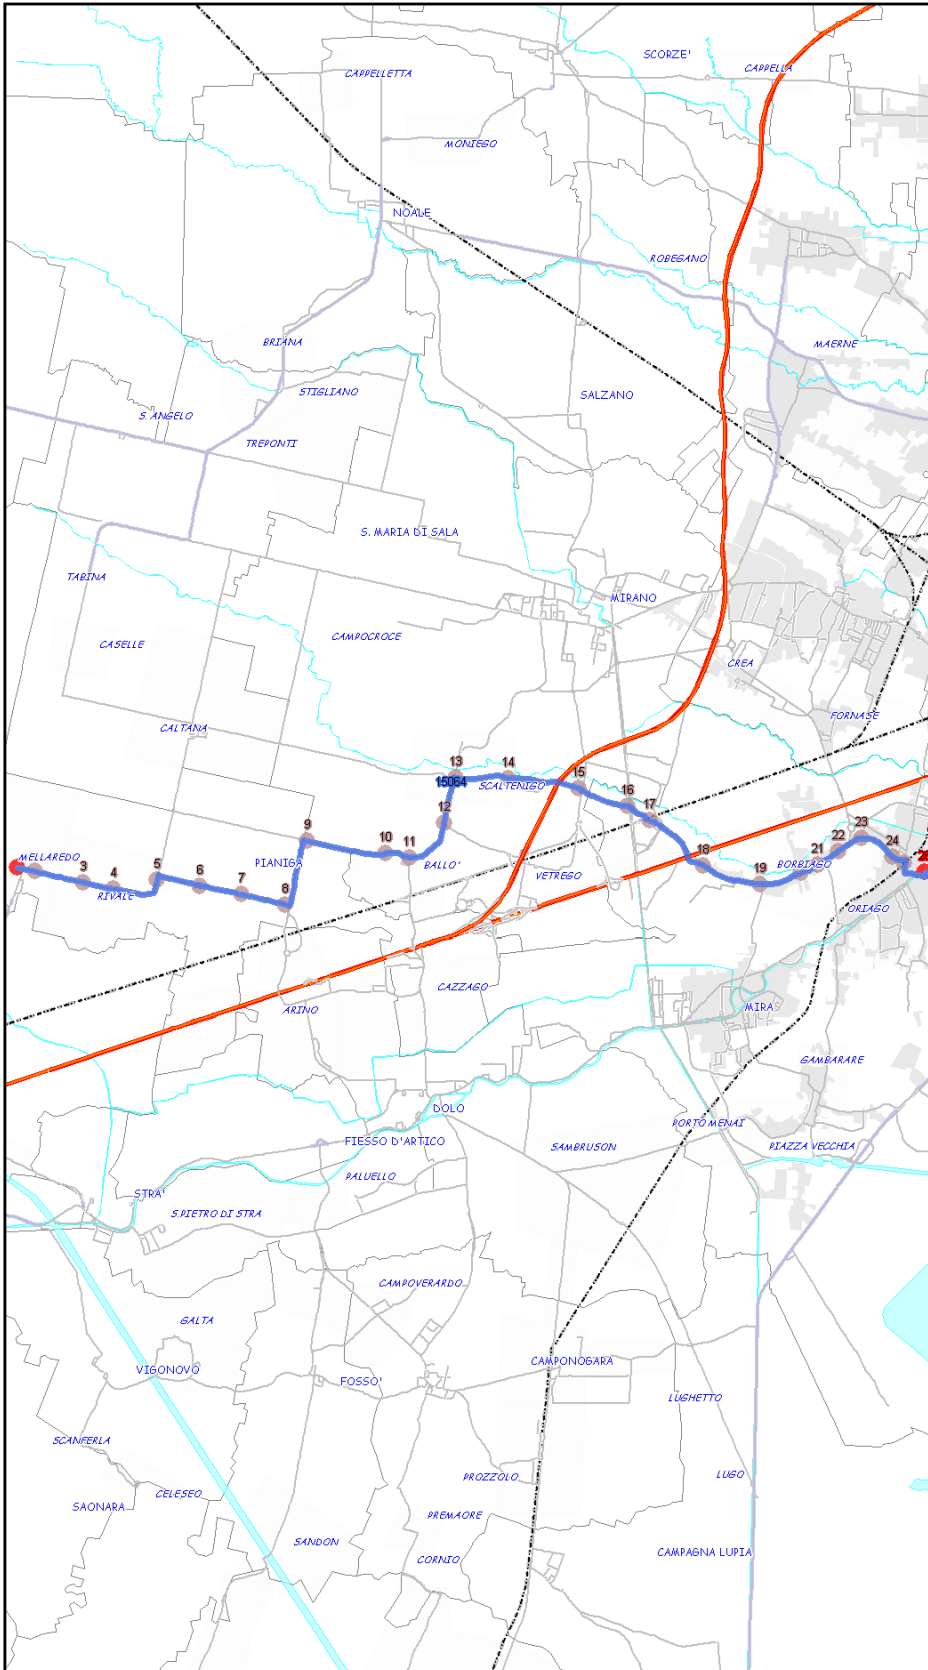 SCORZE'
CAPPELLA
CAPPELLETTA
MONIEGO
NOALE
ROBEGANO
BRIANA
MAERNE
STIGLIANO
SALZANO
S. ANGELO
TREPONTI
S. MARIA DI SALA
TABINA
MIRANO
CASELLE
CAMPOCROCE
CREA
FORNASE
CALTANA
13
14
15
15064
SCALTENIGO
16
17
12
9
10
11
PIANIGA
BALLO'
MELLAREDO
3
4
5
6
7
8
RIVALE
VETREGO
18
19
BORBIAGO
21
22
23
24
ORIAGO
CAZZAGO
ARINO
MIRA
GAMBARARE
DOLO
FIESSO D'ARTICO
PORTO MENAI
SAMBRUSON
PIAZZA VECCHIA
PALUELLO
STRA'
S.PIETRO DI STRA
CAMPOVERARDO
GALTA
VIGONOVO
FOSSO'
CAMPONOGARA
LUGHETTO
SCANFERLA
PROZZOLO
LUGO
CELESEO
SAONARA
PREMAORE
SANDON
CORNIO
CAMPAGNA LUPIA